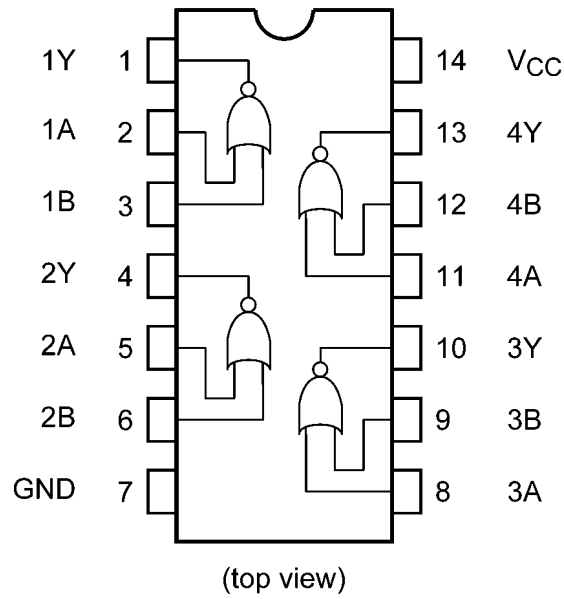 1Y 1 14 VCC
1A 2 13 4Y
1B 3 12 4B
2Y 4 11 4A
2A 5 10 3Y
2B 6 9 3B
GND 7 8 3A
(top view)